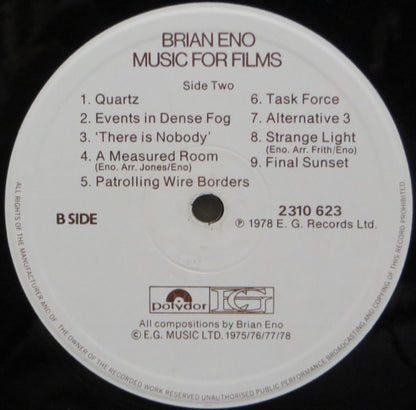 BRIAN ENO
MUSIC FOR FILMS
Side Two
1. Quartz
2. Events in Dense Fog
3. 'There is Nobody'
4. A Measured Room
(Eno. Arr. Jones/Eno)
5. Patrolling Wire Borders
6. Task Force
7. Alternative 3
8. Strange Light
(Eno. Arr. Frith/Eno)
9. Final Sunset
B SIDE
2310 623
℗ 1978 E. G. Records Ltd.
polydor
EG
All compositions by Brian Eno
© E.G. MUSIC LTD. 1975/76/77/78
ALL RIGHTS OF THE MANUFACTURER AND OF THE OWNER OF THE RECORDED WORK RESERVED UNAUTHORISED PUBLIC PERFORMANCE BROADCASTING AND COPYING OF THIS RECORD PROHIBITED